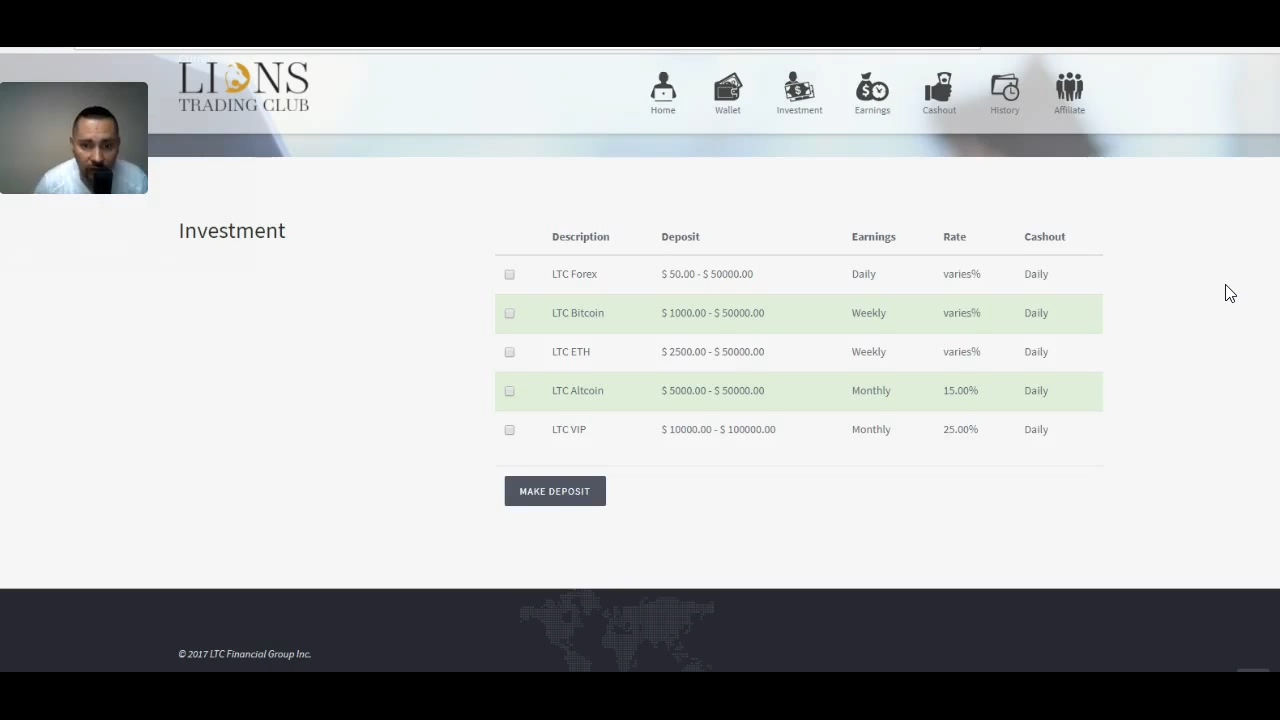 LIONS
TRADING CLUB
Home Wallet Investment Earnings Cashout History Affiliate
Investment
Description Deposit Earnings Rate Cashout
LTC Forex $ 50.00 - $ 50000.00 Daily varies% Daily
LTC Bitcoin $ 1000.00 - $ 50000.00 Weekly varies% Daily
LTC ETH $ 2500.00 - $ 50000.00 Weekly varies% Daily
LTC Altcoin $ 5000.00 - $ 50000.00 Monthly 15.00% Daily
LTC VIP $ 10000.00 - $ 100000.00 Monthly 25.00% Daily
MAKE DEPOSIT
© 2017 LTC Financial Group Inc.